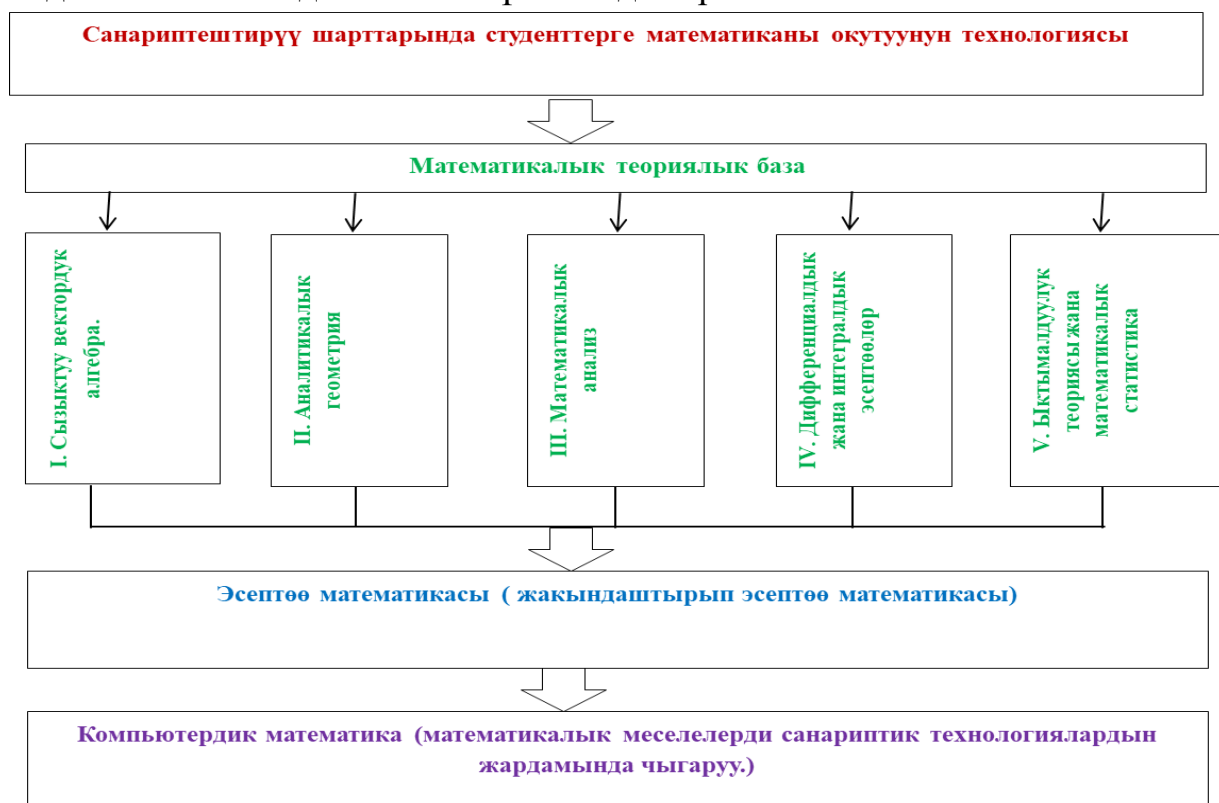 Санариптештирүү шарттарында студенттерге математиканы окутуунун технологиясы
Математикалык теориялык база
I. Сызыктуу вектордук
алгебра.
II. Аналитикалык
геометрия
III. Математикалык
анализ
IV. Дифференциалдык
жана интегралдык
эсептөөлөр
V. Ыктымалдуулук
теориясы жана
математикалык
статистика
Эсептөө математикасы ( жакындаштырып эсептөө математикасы)
Компьютердик математика (математикалык меселелерди санариптик технологиялардын
жардамында чыгаруу.)